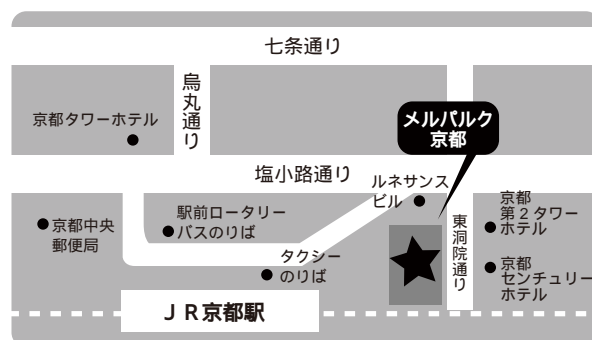 七条通り
烏丸通り
京都タワーホテル
メルパルク
京都
塩小路通り
ルネサンス
ビル
京都
第２タワー
ホテル
駅前ロータリー
バスのりば
京都中央
郵便局
東洞院通り
タクシー
のりば
京都
センチュリー
ホテル
ＪＲ京都駅